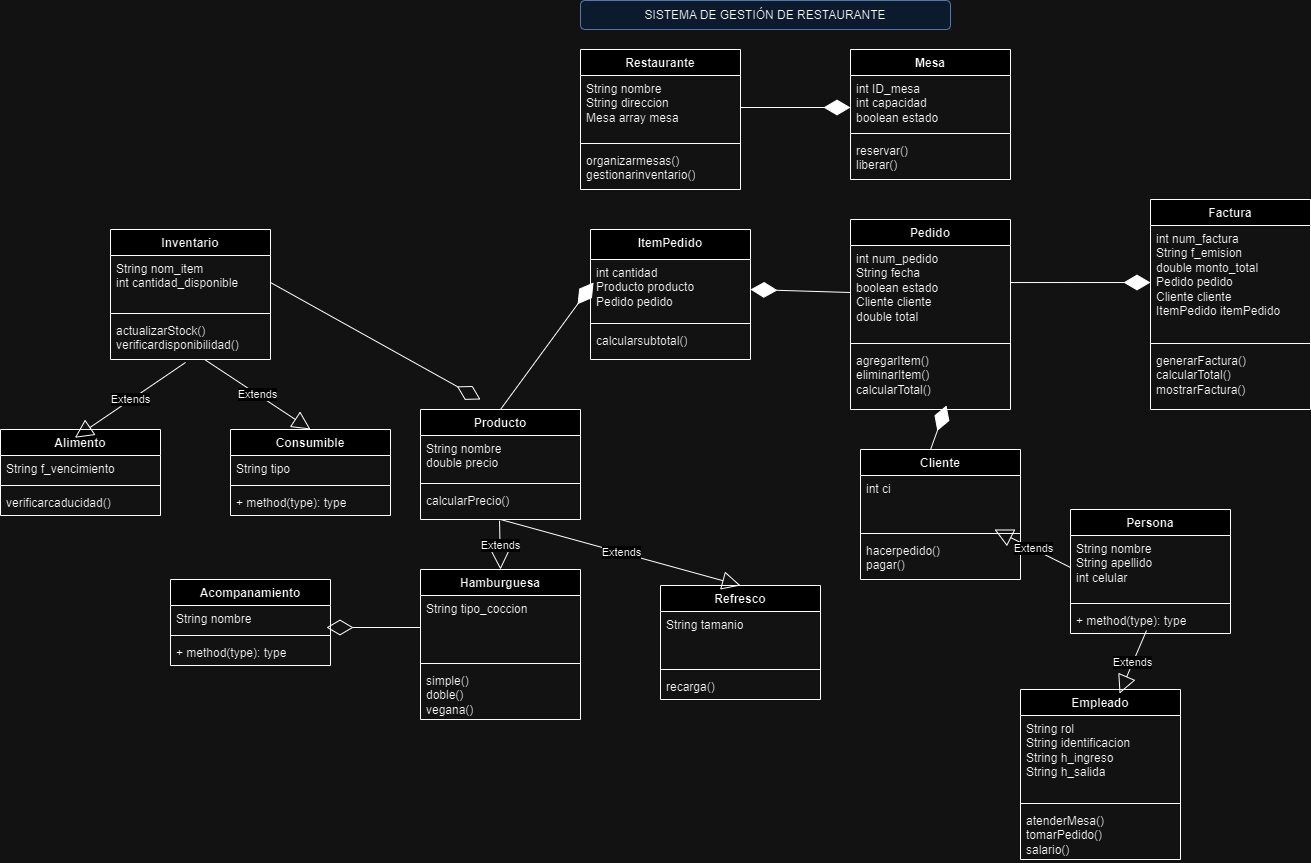 SISTEMA DE GESTIÓN DE RESTAURANTE
Restaurante
String nombre
String direccion
Mesa array mesa
organizarmesas()
gestionarinventario()
Mesa
int ID_mesa
int capacidad
boolean estado
reservar()
liberar()
Inventario
String nom_item
int cantidad_disponible
actualizarStock()
verificardisponibilidad()
ItemPedido
int cantidad
Producto producto
Pedido pedido
calcularsubtotal()
Pedido
int num_pedido
String fecha
boolean estado
Cliente cliente
double total
agregarItem()
eliminarItem()
calcularTotal()
Factura
int num_factura
String f_emision
double monto_total
Pedido pedido
Cliente cliente
ItemPedido itemPedido
generarFactura()
calcularTotal()
mostrarFactura()
Extends
Extends
Alimento
String f_vencimiento
verificarcaducidad()
Consumible
String tipo
+ method(type): type
Producto
String nombre
double precio
calcularPrecio()
Cliente
int ci
hacerpedido()
pagar()
Extends
Persona
String nombre
String apellido
int celular
+ method(type): type
Extends
Extends
Acompanamiento
String nombre
+ method(type): type
Hamburguesa
String tipo_coccion
simple()
doble()
vegana()
Refresco
String tamanio
recarga()
Extends
Empleado
String rol
String identificacion
String h_ingreso
String h_salida
atenderMesa()
tomarPedido()
salario()